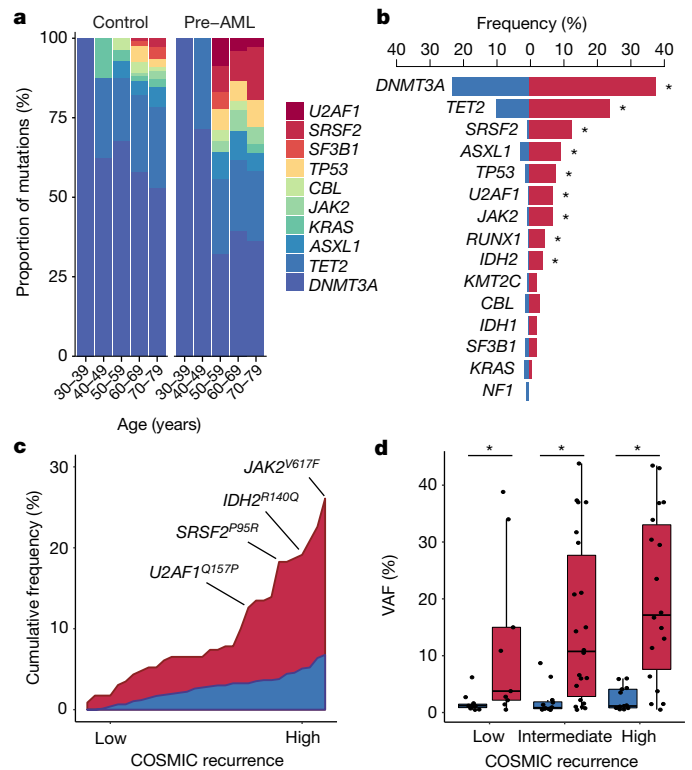 a
Control Pre–AML
Proportion of mutations (%)
100
75
50
25
0
30–39
40–49
50–59
60–69
70–79
30–39
40–49
50–59
60–69
70–79
Age (years)
U2AF1
SRSF2
SF3B1
TP53
CBL
JAK2
KRAS
ASXL1
TET2
DNMT3A
b
Frequency (%)
40 30 20 10 0 10 20 30 40
DNMT3A *
TET2 *
SRSF2 *
ASXL1 *
TP53 *
U2AF1 *
JAK2 *
RUNX1 *
IDH2 *
KMT2C
CBL
IDH1
SF3B1
KRAS
NF1
c
Cumulative frequency (%)
30
20
10
0
JAK2V617F
IDH2R140Q
SRSF2P95R
U2AF1Q157P
Low High
COSMIC recurrence
d
VAF (%)
40
30
20
10
0
* * *
Low Intermediate High
COSMIC recurrence